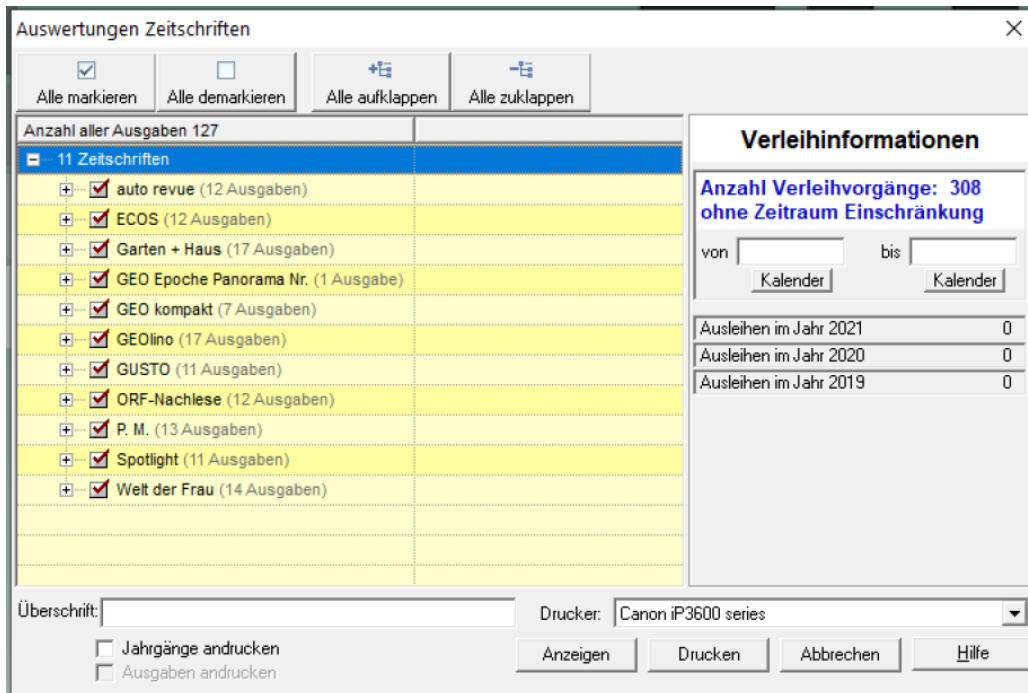 Auswertungen Zeitschriften
Alle markieren
Alle demarkieren
Alle aufklappen
Alle zuklappen
Anzahl aller Ausgaben 127
11 Zeitschriften
auto revue (12 Ausgaben)
ECOS (12 Ausgaben)
Garten + Haus (17 Ausgaben)
GEO Epoche Panorama Nr. (1 Ausgabe)
GEO kompakt (7 Ausgaben)
GEOlino (17 Ausgaben)
GUSTO (11 Ausgaben)
ORF-Nachlese (12 Ausgaben)
P. M. (13 Ausgaben)
Spotlight (11 Ausgaben)
Welt der Frau (14 Ausgaben)
Verleihinformationen
Anzahl Verleihvorgänge: 308
ohne Zeitraum Einschränkung
von bis
Kalender Kalender
Ausleihen im Jahr 2021 0
Ausleihen im Jahr 2020 0
Ausleihen im Jahr 2019 0
Überschrift:
Drucker: Canon iP3600 series
Jahrgänge andrucken
Ausgaben andrucken
Anzeigen Drucken Abbrechen Hilfe